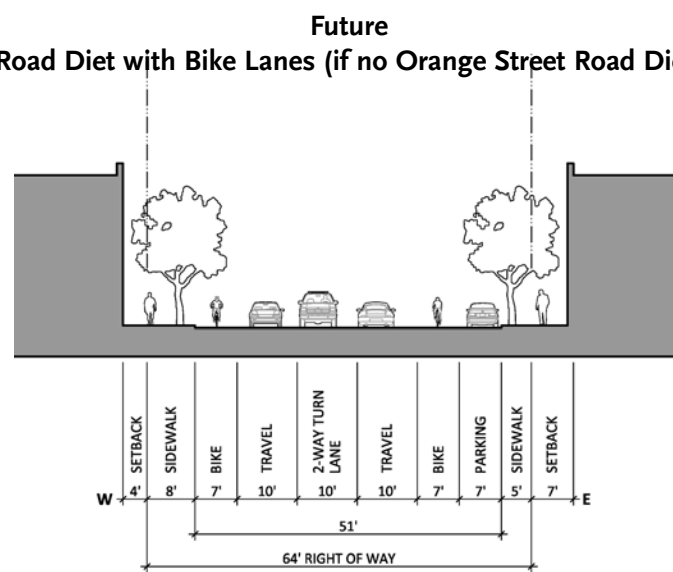 Future
Road Diet with Bike Lanes (if no Orange Street Road Die
SETBACK
SIDEWALK
BIKE
TRAVEL
2-WAY TURN
LANE
TRAVEL
BIKE
PARKING
SIDEWALK
SETBACK
W 4' 8' 7' 10' 10' 10' 7' 7' 5' 7' E
51'
64' RIGHT OF WAY